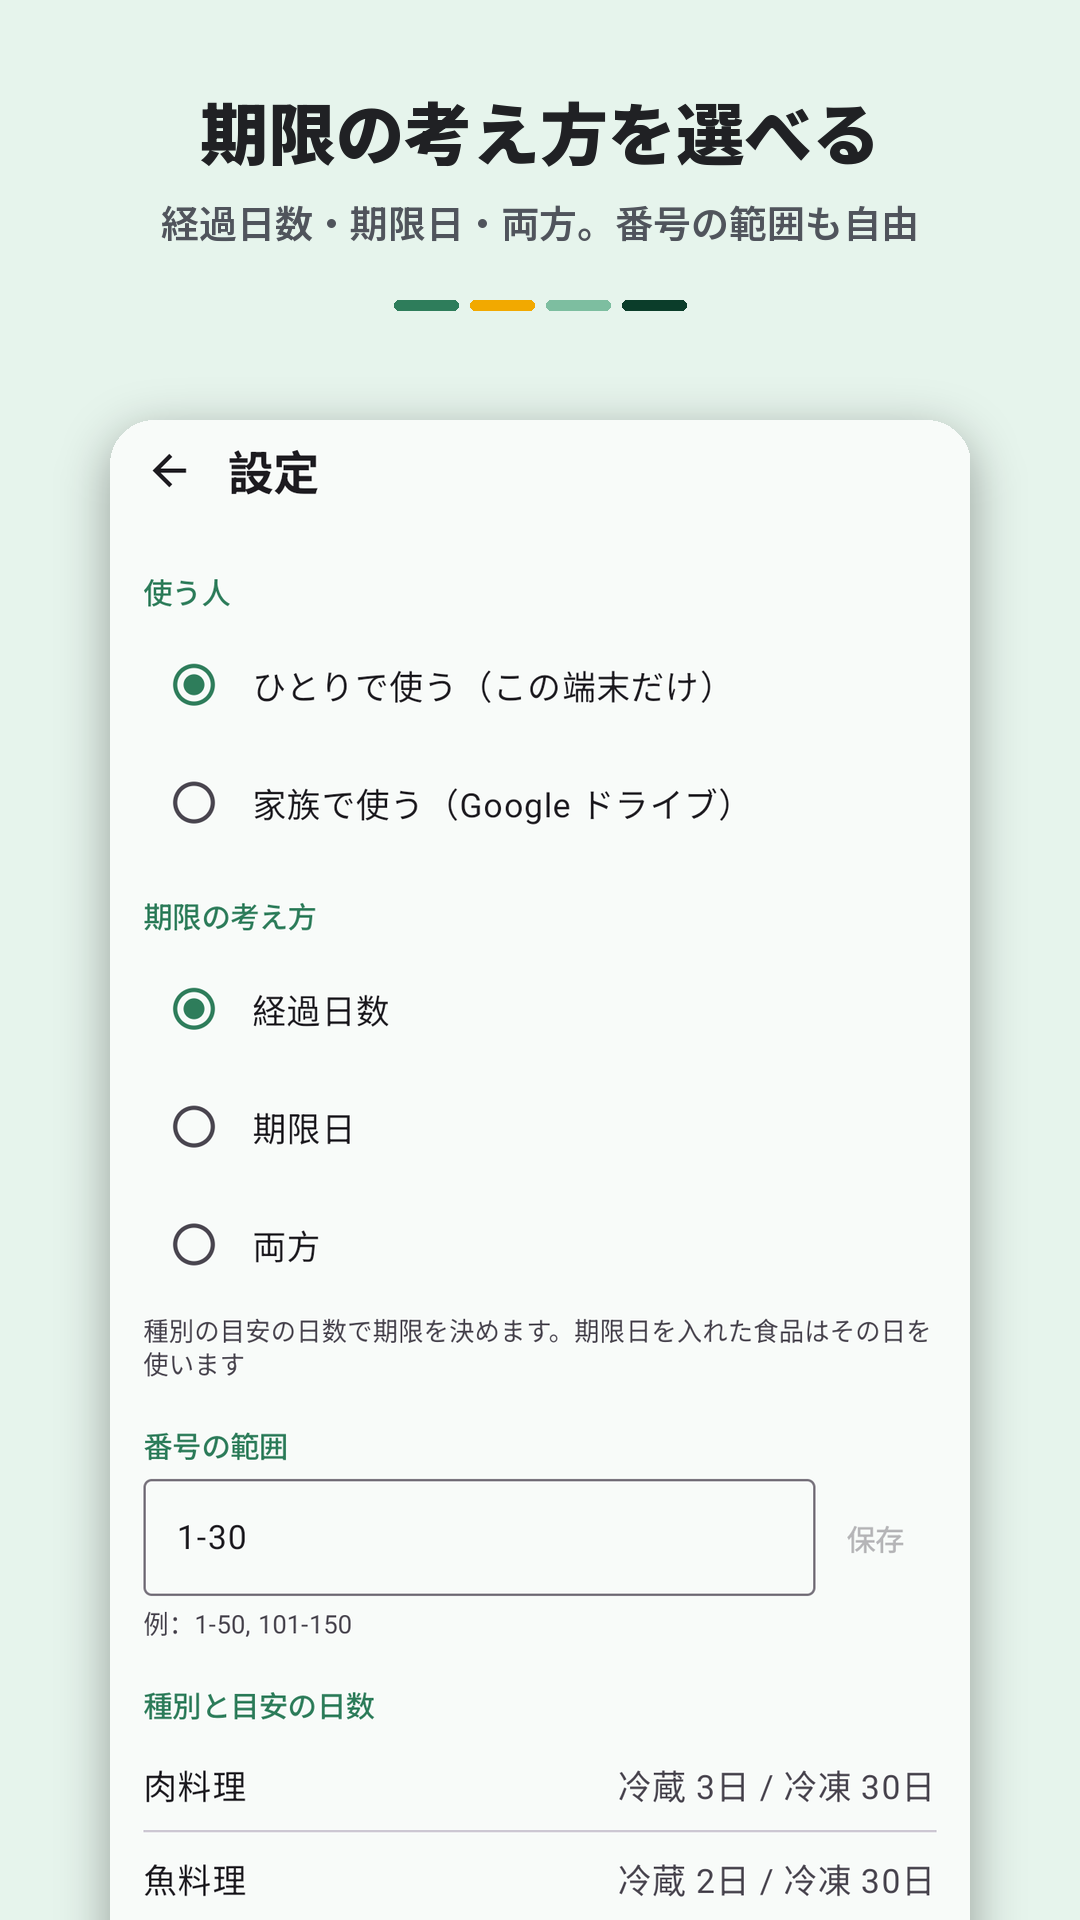 期限の考え方を選べる
経過日数・期限日・両方。番号の範囲も自由
設定
使う人
ひとりで使う（この端末だけ）
家族で使う（Google ドライブ）
期限の考え方
経過日数
期限日
両方
種別の目安の日数で期限を決めます。期限日を入れた食品はその日を
使います
番号の範囲
1-30
保存
例：1-50, 101-150
種別と目安の日数
肉料理 冷蔵 3日 / 冷凍 30日
魚料理 冷蔵 2日 / 冷凍 30日